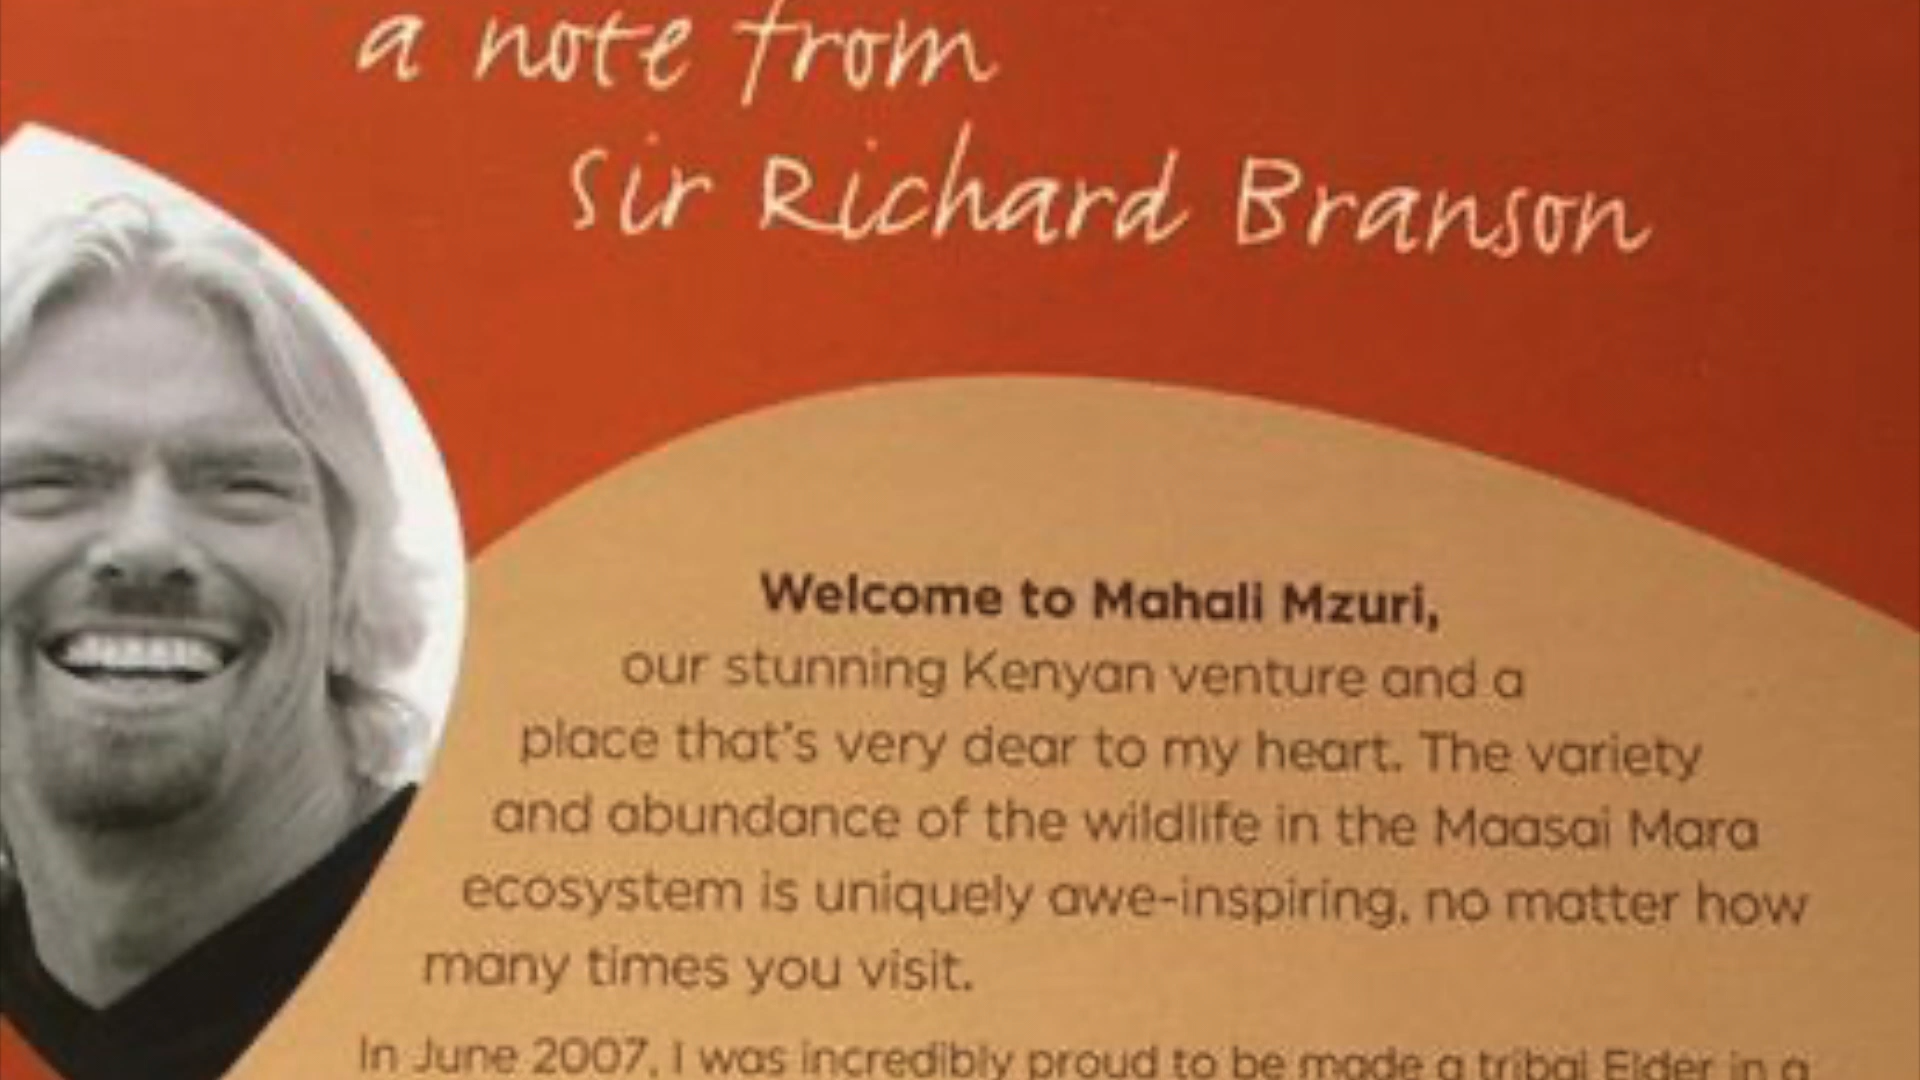 a note from
Sir Richard Branson
Welcome to Mahali Mzuri,
our stunning Kenyan venture and a
place that's very dear to my heart. The variety
and abundance of the wildlife in the Maasai Mara
ecosystem is uniquely awe-inspiring, no matter how
many times you visit.
In June 2007, I was incredibly proud to be made a tribal Elder in a